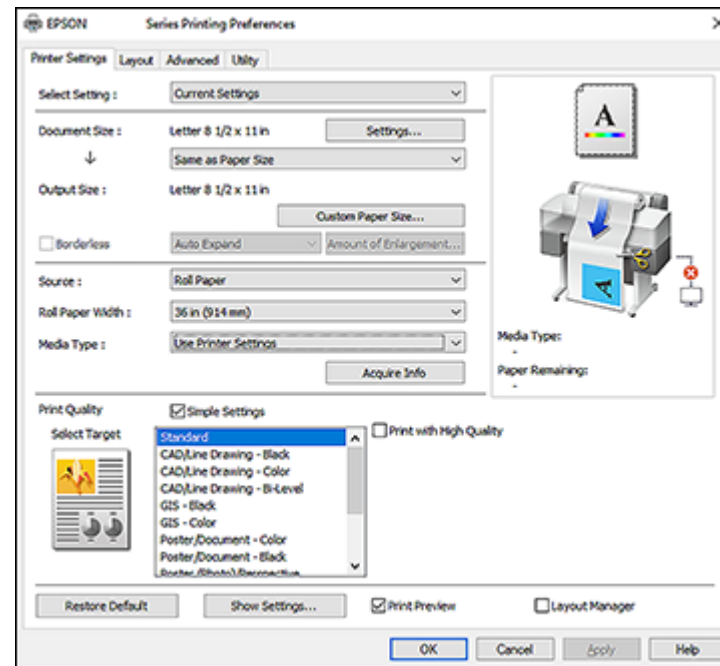 EPSON Series Printing Preferences
Printer Settings Layout Advanced Utility
Select Setting : Current Settings
Document Size : Letter 8 1/2 x 11 in Settings...
Same as Paper Size
Output Size : Letter 8 1/2 x 11 in
Custom Paper Size...
Borderless Auto Expand Amount of Enlargement...
Source : Roll Paper
Roll Paper Width : 36 in (914 mm)
Media Type : Use Printer Settings
Acquire Info
A
A
Media Type:
-
Paper Remaining:
-
Print Quality Simple Settings
Select Target
Standard
CAD/Line Drawing - Black
CAD/Line Drawing - Color
CAD/Line Drawing - Bi-Level
GIS - Black
GIS - Color
Poster/Document - Color
Poster/Document - Black
Poster (Photo)/Perspective
Print with High Quality
Restore Default Show Settings... Print Preview Layout Manager
OK Cancel Apply Help